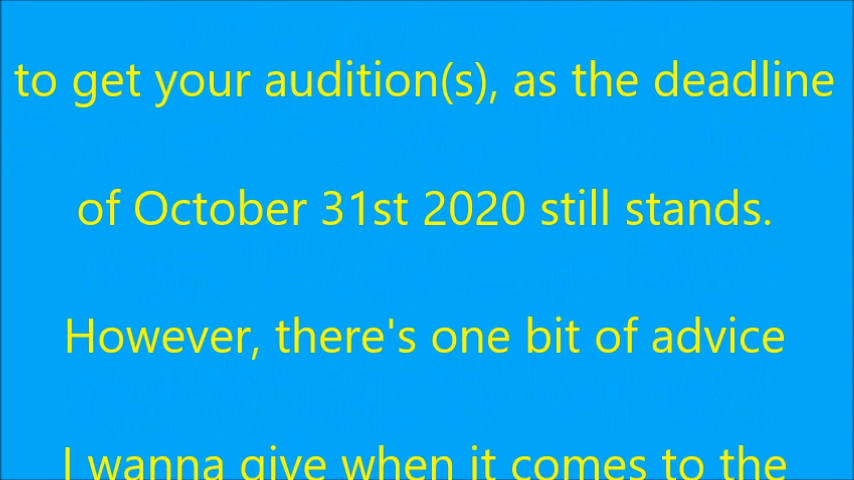 to get your audition(s), as the deadline
of October 31st 2020 still stands.
However, there's one bit of advice
I wanna give when it comes to the